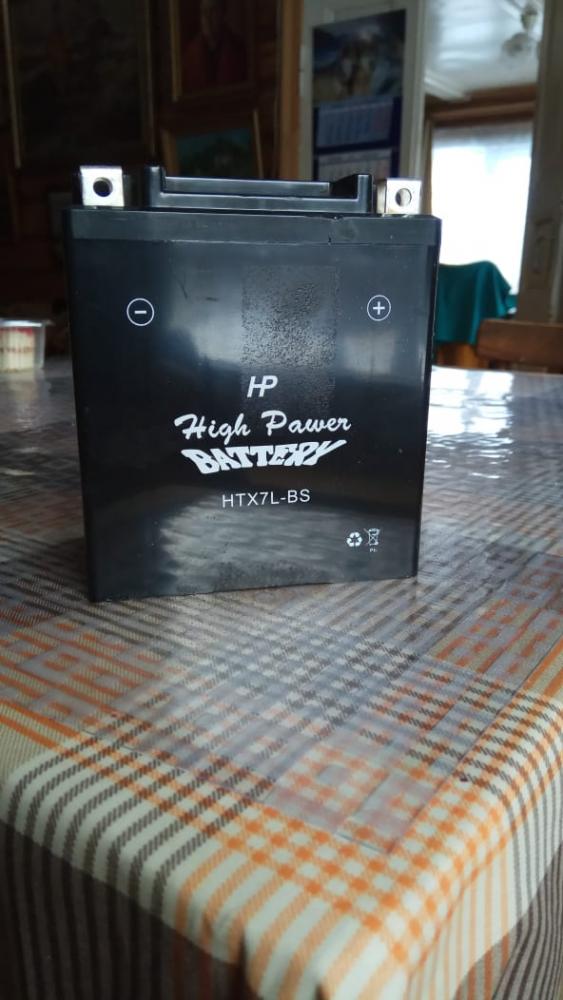 HP
High Pawer
BATTERY
HTX7L-BS